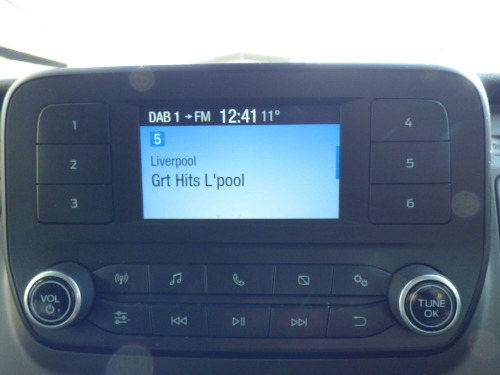 DAB 1 → FM 12:41 11°
5
Liverpool
Grt Hits L'pool
1
2
3
4
5
6
VOL
TUNE
OK